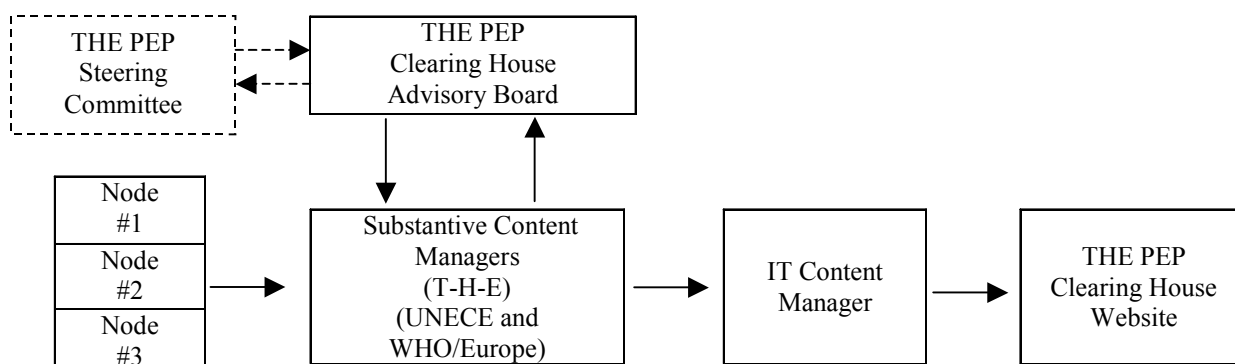 THE PEP
Steering
Committee
THE PEP
Clearing House
Advisory Board
Node
#1
Node
#2
Node
#3
Substantive Content
Managers
(T-H-E)
(UNECE and
WHO/Europe)
IT Content
Manager
THE PEP
Clearing House
Website